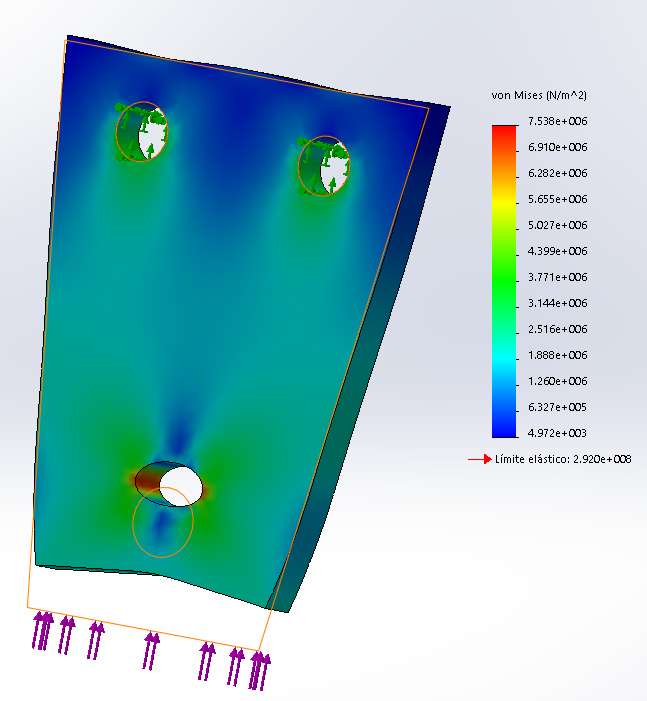 von Mises (N/m^2)
7.538e+006
6.910e+006
6.282e+006
5.655e+006
5.027e+006
4.399e+006
3.771e+006
3.144e+006
2.516e+006
1.888e+006
1.260e+006
6.327e+005
4.972e+003
Límite elástico: 2.920e+008